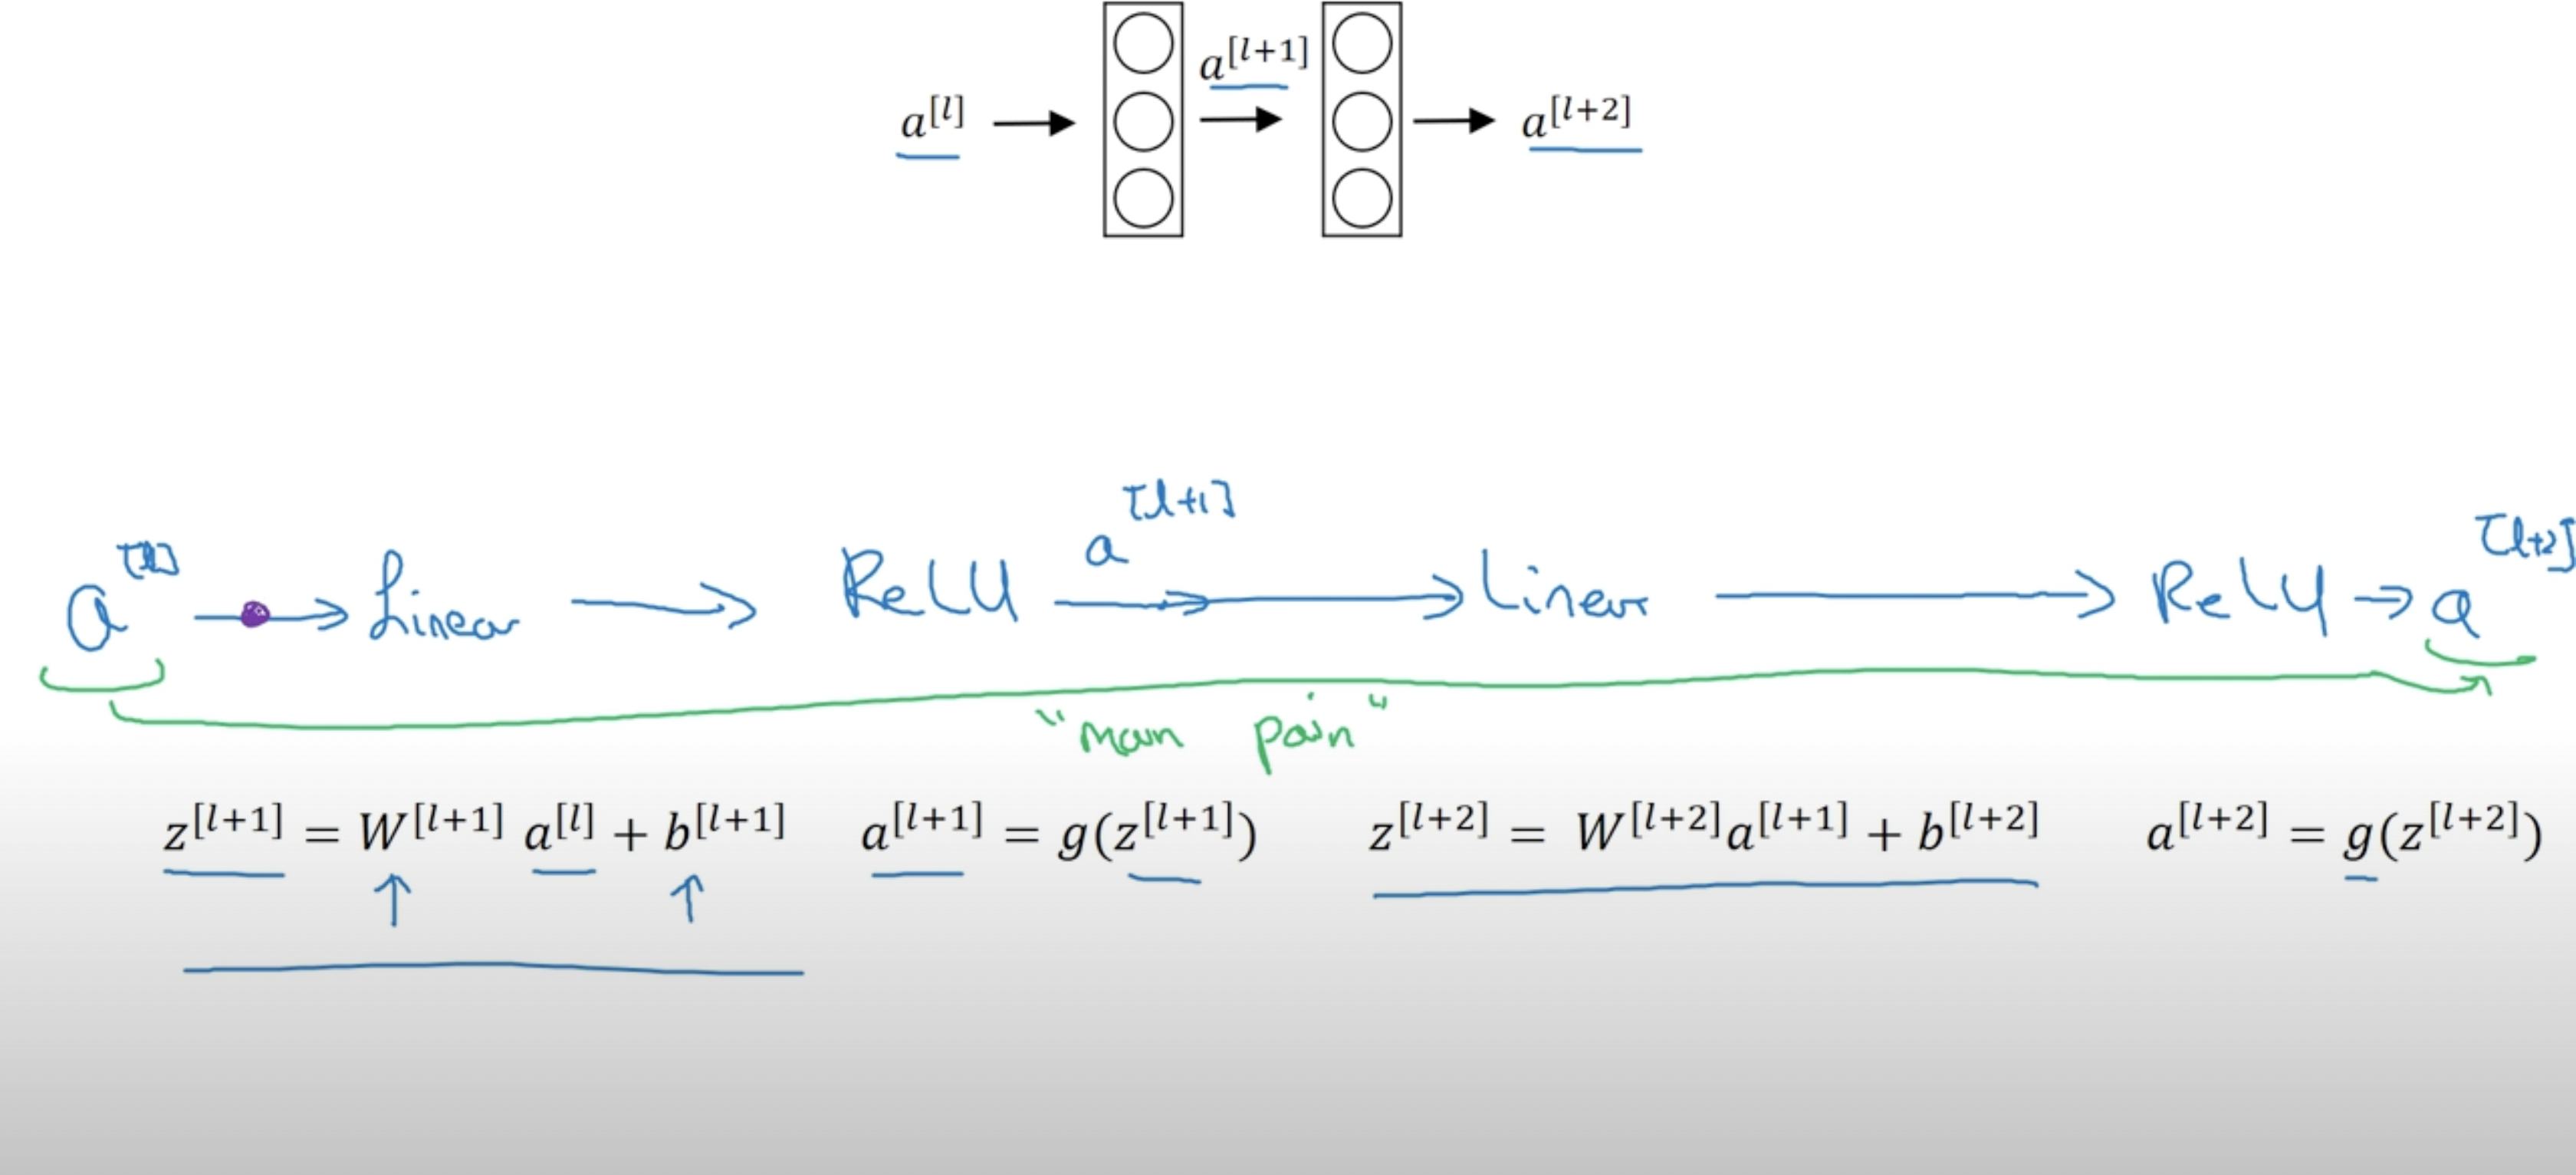 a^[l+1]
a^[l] a^[l+2]
a^[l] Linear ReLU a^[l+1] Linear ReLU a^[l+2]
"main path"
z^[l+1] = W^[l+1] a^[l] + b^[l+1] a^[l+1] = g(z^[l+1]) z^[l+2] = W^[l+2]a^[l+1] + b^[l+2] a^[l+2] = g(z^[l+2])